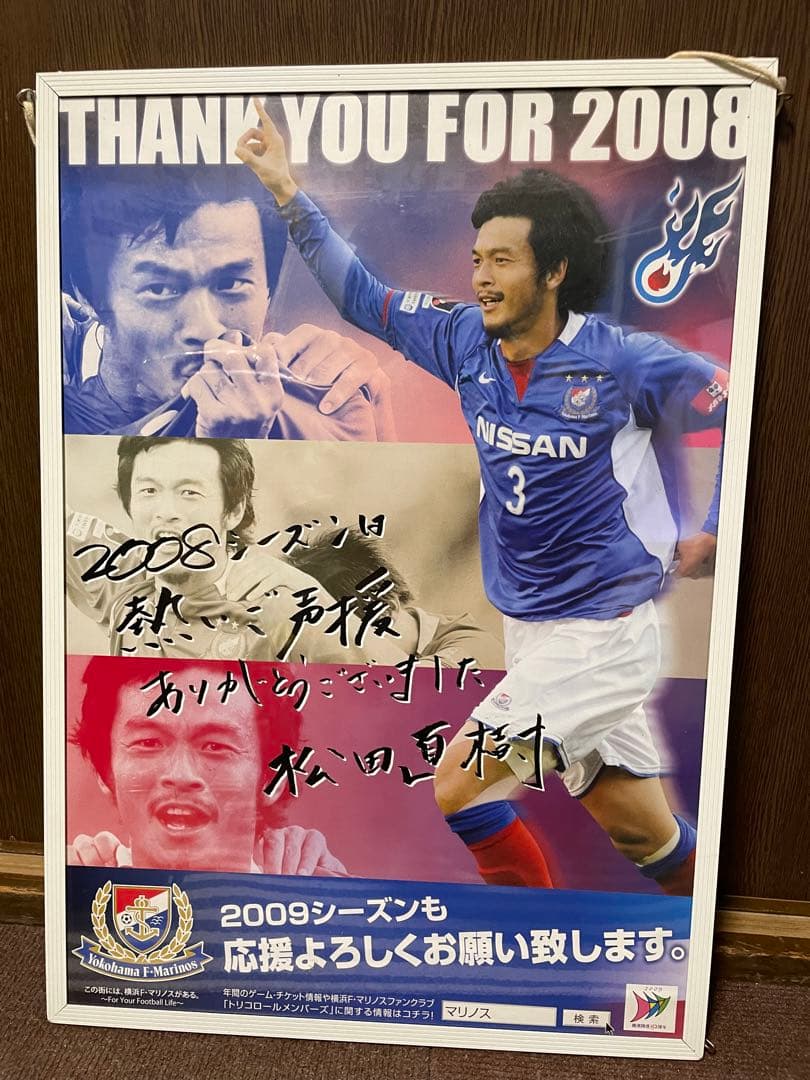 THANK YOU FOR 2008
NISSAN
3
2008シーズンは
熱いご声援
ありがとうございました
松田直樹
2009シーズンも
応援よろしくお願い致します。
Yokohama F・Marinos
この街には、横浜F・マリノスがある。
～For Your Football Life～
年間のゲーム・チケット情報や横浜F・マリノスファンクラブ
「トリコロールメンバーズ」に関する情報はコチラ!
マリノス
検索
2009